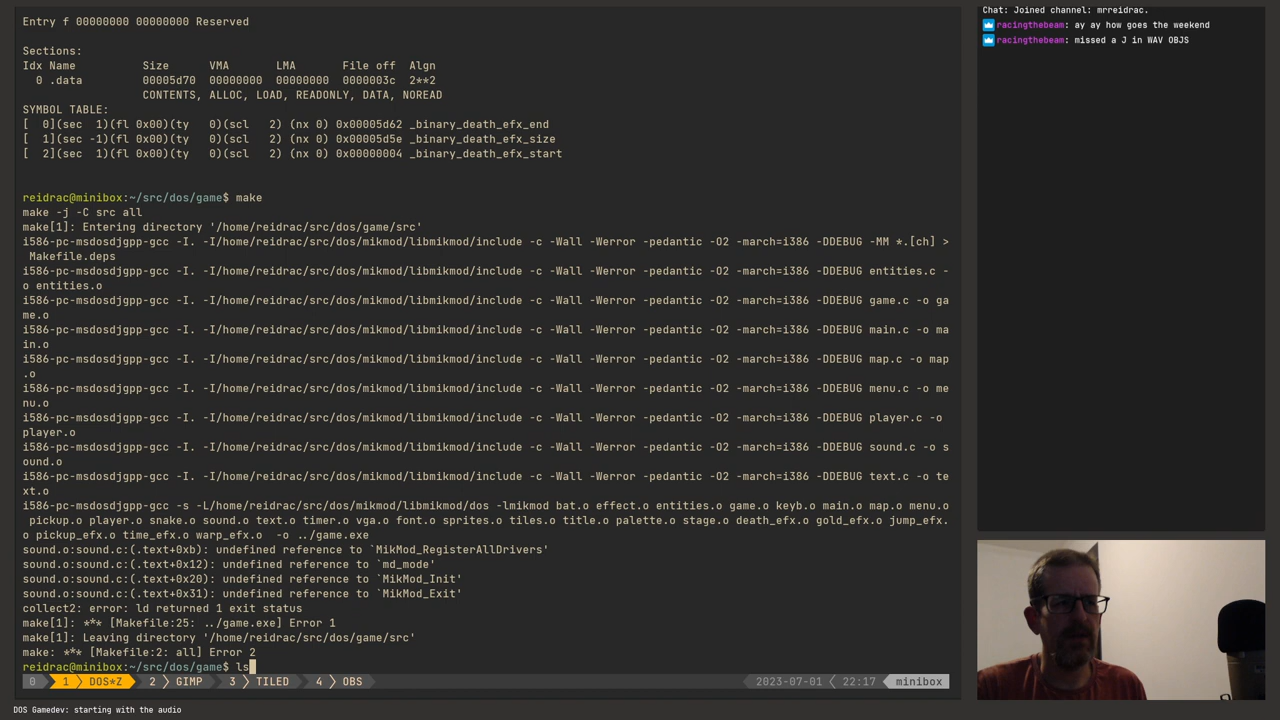 Entry f 00000000 00000000 Reserved
Sections:
Idx Name Size VMA LMA File off Algn
0 .data 00005d70 00000000 00000000 0000003c 2**2
CONTENTS, ALLOC, LOAD, READONLY, DATA, NOREAD
SYMBOL TABLE:
[ 0](sec 1)(fl 0x00)(ty 0)(scl 2) (nx 0) 0x00005d62 _binary_death_efx_end
[ 1](sec -1)(fl 0x00)(ty 0)(scl 2) (nx 0) 0x00005d5e _binary_death_efx_size
[ 2](sec 1)(fl 0x00)(ty 0)(scl 2) (nx 0) 0x00000004 _binary_death_efx_start
reidrac@minibox:~/src/dos/game$ make
make -j -C src all
make[1]: Entering directory '/home/reidrac/src/dos/game/src'
i586-pc-msdosdjgpp-gcc -I. -I/home/reidrac/src/dos/mikmod/libmikmod/include -c -Wall -Werror -pedantic -O2 -march=i386 -DDEBUG -MM *.[ch] >
Makefile.deps
i586-pc-msdosdjgpp-gcc -I. -I/home/reidrac/src/dos/mikmod/libmikmod/include -c -Wall -Werror -pedantic -O2 -march=i386 -DDEBUG entities.c -
o entities.o
i586-pc-msdosdjgpp-gcc -I. -I/home/reidrac/src/dos/mikmod/libmikmod/include -c -Wall -Werror -pedantic -O2 -march=i386 -DDEBUG game.c -o ga
me.o
i586-pc-msdosdjgpp-gcc -I. -I/home/reidrac/src/dos/mikmod/libmikmod/include -c -Wall -Werror -pedantic -O2 -march=i386 -DDEBUG main.c -o ma
in.o
i586-pc-msdosdjgpp-gcc -I. -I/home/reidrac/src/dos/mikmod/libmikmod/include -c -Wall -Werror -pedantic -O2 -march=i386 -DDEBUG map.c -o map
.o
i586-pc-msdosdjgpp-gcc -I. -I/home/reidrac/src/dos/mikmod/libmikmod/include -c -Wall -Werror -pedantic -O2 -march=i386 -DDEBUG menu.c -o me
nu.o
i586-pc-msdosdjgpp-gcc -I. -I/home/reidrac/src/dos/mikmod/libmikmod/include -c -Wall -Werror -pedantic -O2 -march=i386 -DDEBUG player.c -o
player.o
i586-pc-msdosdjgpp-gcc -I. -I/home/reidrac/src/dos/mikmod/libmikmod/include -c -Wall -Werror -pedantic -O2 -march=i386 -DDEBUG sound.c -o s
ound.o
i586-pc-msdosdjgpp-gcc -I. -I/home/reidrac/src/dos/mikmod/libmikmod/include -c -Wall -Werror -pedantic -O2 -march=i386 -DDEBUG text.c -o te
xt.o
i586-pc-msdosdjgpp-gcc -s -L/home/reidrac/src/dos/mikmod/libmikmod/dos -lmikmod bat.o effect.o entities.o game.o keyb.o main.o map.o menu.o
pickup.o player.o snake.o sound.o text.o timer.o vga.o font.o sprites.o tiles.o title.o palette.o stage.o death_efx.o gold_efx.o jump_efx.
o pickup_efx.o time_efx.o warp_efx.o -o ../game.exe
sound.o:sound.c:(.text+0xb): undefined reference to `MikMod_RegisterAllDrivers'
sound.o:sound.c:(.text+0x12): undefined reference to `md_mode'
sound.o:sound.c:(.text+0x20): undefined reference to `MikMod_Init'
sound.o:sound.c:(.text+0x31): undefined reference to `MikMod_Exit'
collect2: error: ld returned 1 exit status
make[1]: *** [Makefile:25: ../game.exe] Error 1
make[1]: Leaving directory '/home/reidrac/src/dos/game/src'
make: *** [Makefile:2: all] Error 2
reidrac@minibox:~/src/dos/game$ ls
0 1 DOS*Z 2 GIMP 3 TILED 4 OBS 2023-07-01 22:17 minibox
DOS Gamedev: starting with the audio
Chat: Joined channel: mrreidrac.
racingthebeam: ay ay how goes the weekend
racingthebeam: missed a J in WAV OBJS